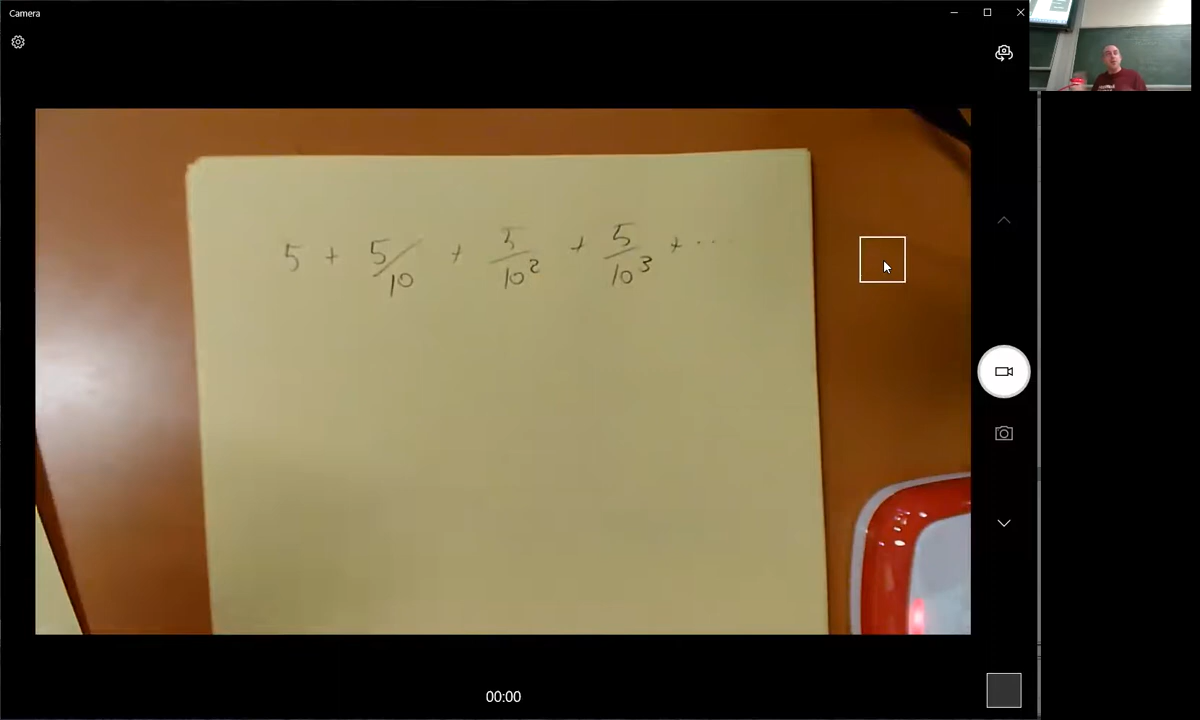 Camera
5 + 5/10 + 5/10² + 5/10³ + ...
00:00